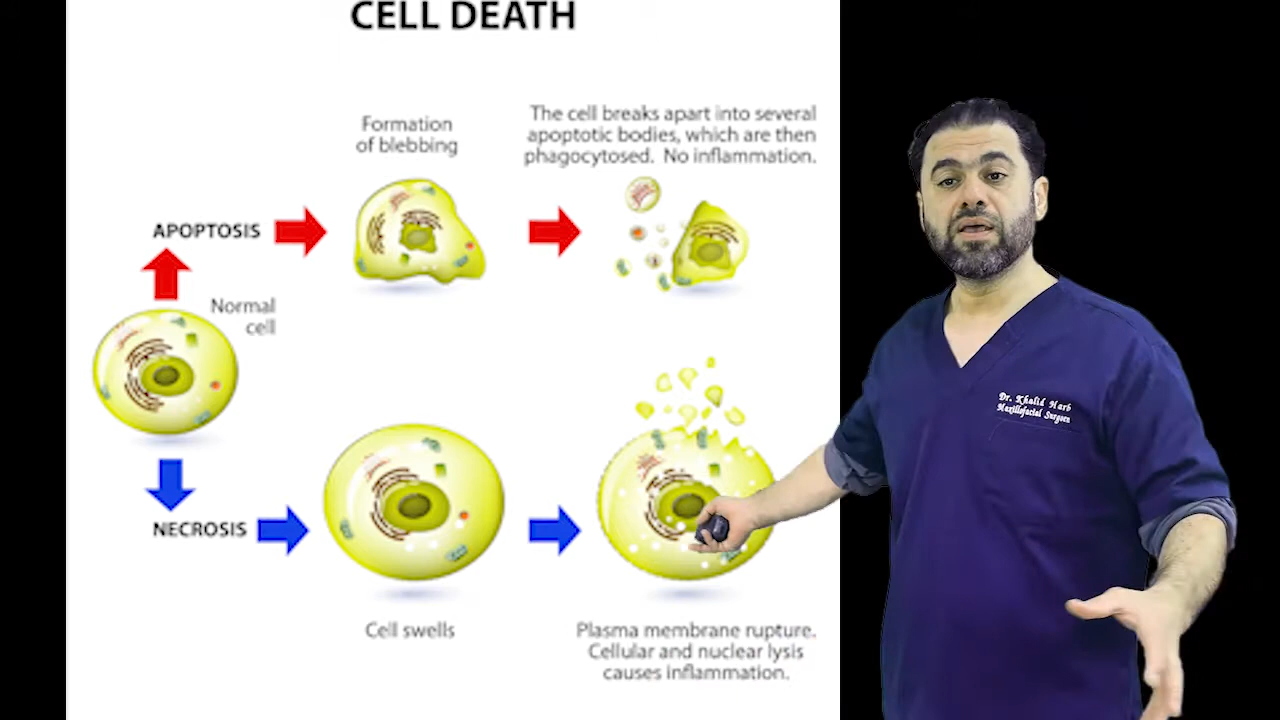 CELL DEATH
Formation
of blebbing
The cell breaks apart into several
apoptotic bodies, which are then
phagocytosed. No inflammation.
APOPTOSIS
Normal
cell
NECROSIS
Cell swells
Plasma membrane rupture.
Cellular and nuclear lysis
causes inflammation.
Dr. Khalid Harb
Maxillofacial Surgeon